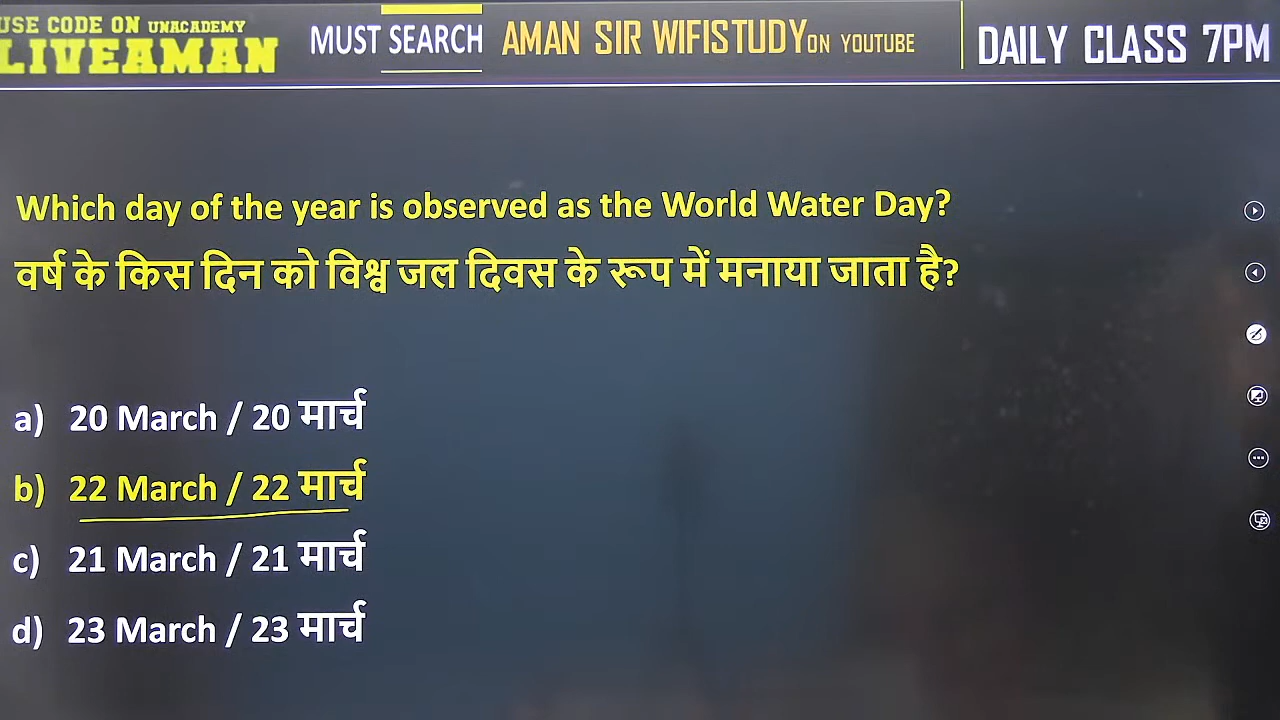 USE CODE ON UNACADEMY
LIVEAMAN
MUST SEARCH AMAN SIR WIFISTUDY ON YOUTUBE
DAILY CLASS 7PM
Which day of the year is observed as the World Water Day?
वर्ष के किस दिन को विश्व जल दिवस के रूप में मनाया जाता है?
a) 20 March / 20 मार्च
b) 22 March / 22 मार्च
c) 21 March / 21 मार्च
d) 23 March / 23 मार्च